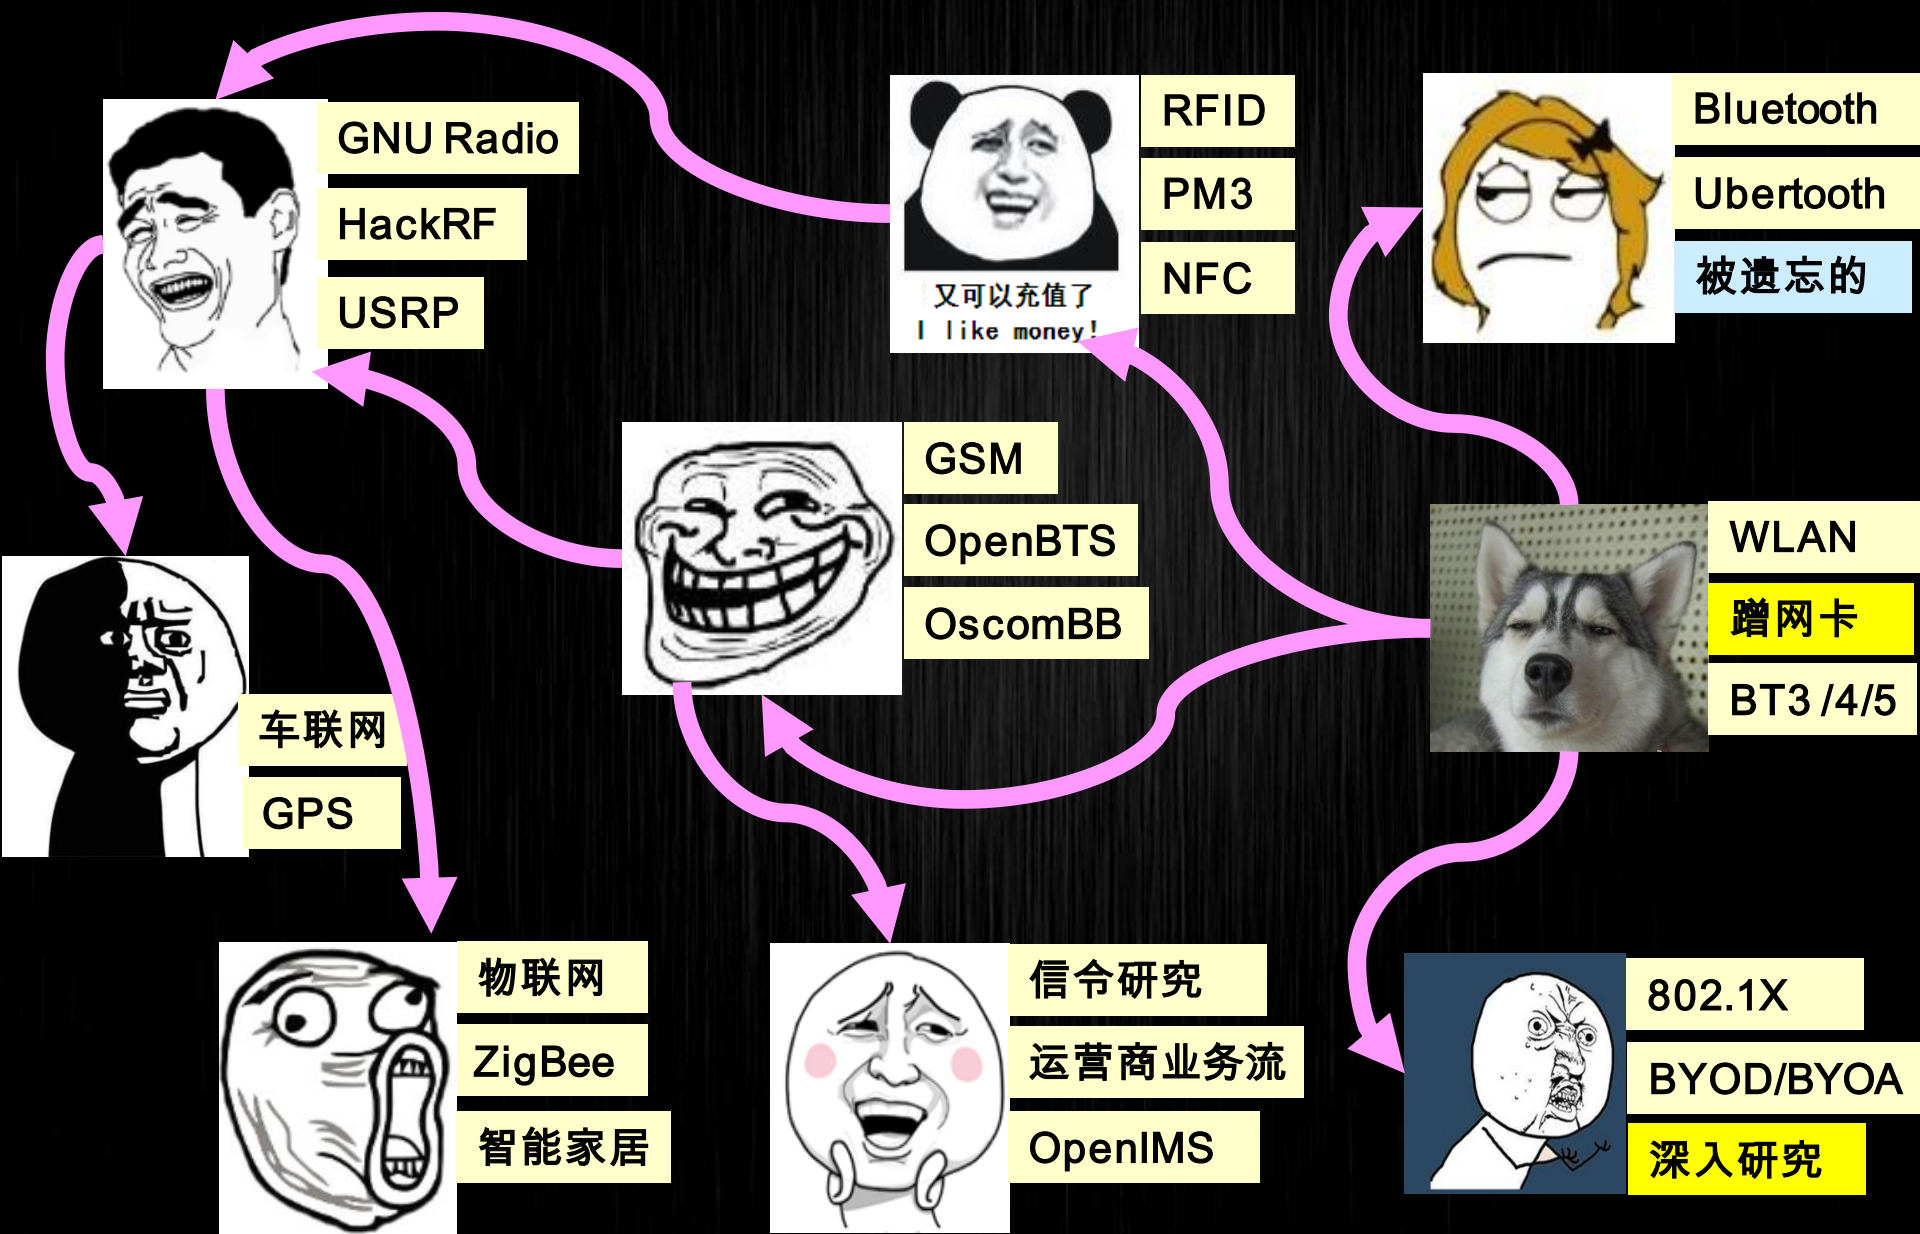 GNU Radio
HackRF
USRP
RFID
PM3
NFC
又可以充值了
I like money!
Bluetooth
Ubertooth
被遗忘的
GSM
OpenBTS
OscomBB
WLAN
蹭网卡
BT3 /4/5
车联网
GPS
物联网
ZigBee
智能家居
信令研究
运营商业务流
OpenIMS
802.1X
BYOD/BYOA
深入研究